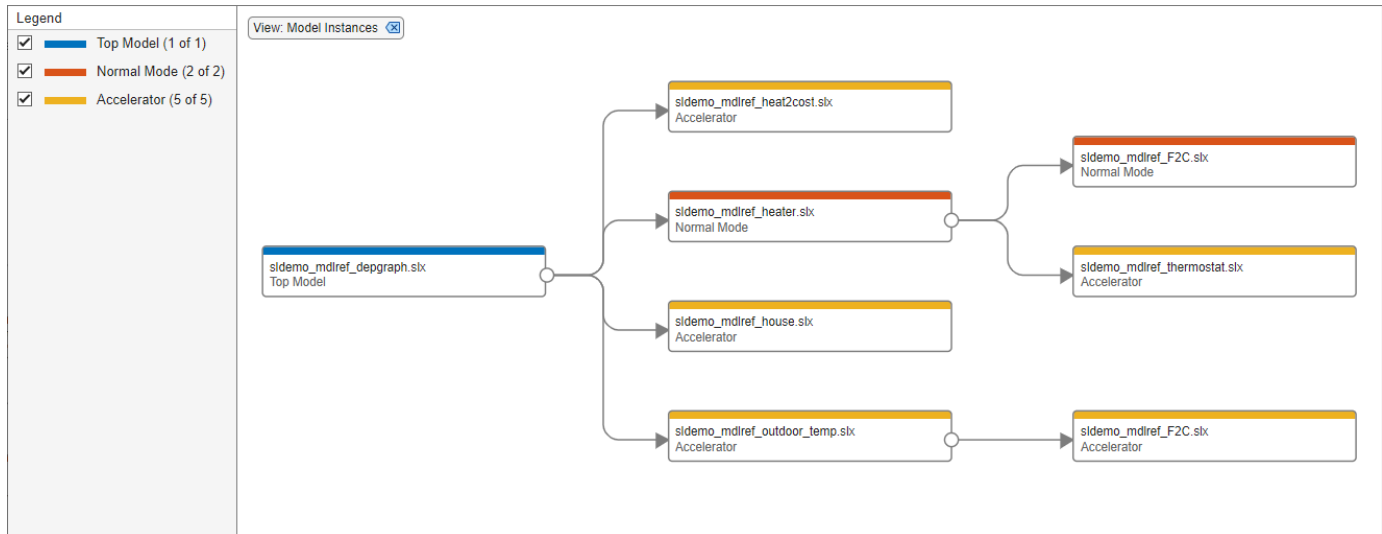 Legend
Top Model (1 of 1)
Normal Mode (2 of 2)
Accelerator (5 of 5)
View: Model Instances
sldemo_mdlref_depgraph.slx
Top Model
sldemo_mdlref_heat2cost.slx
Accelerator
sldemo_mdlref_heater.slx
Normal Mode
sldemo_mdlref_house.slx
Accelerator
sldemo_mdlref_outdoor_temp.slx
Accelerator
sldemo_mdlref_F2C.slx
Normal Mode
sldemo_mdlref_thermostat.slx
Accelerator
sldemo_mdlref_F2C.slx
Accelerator